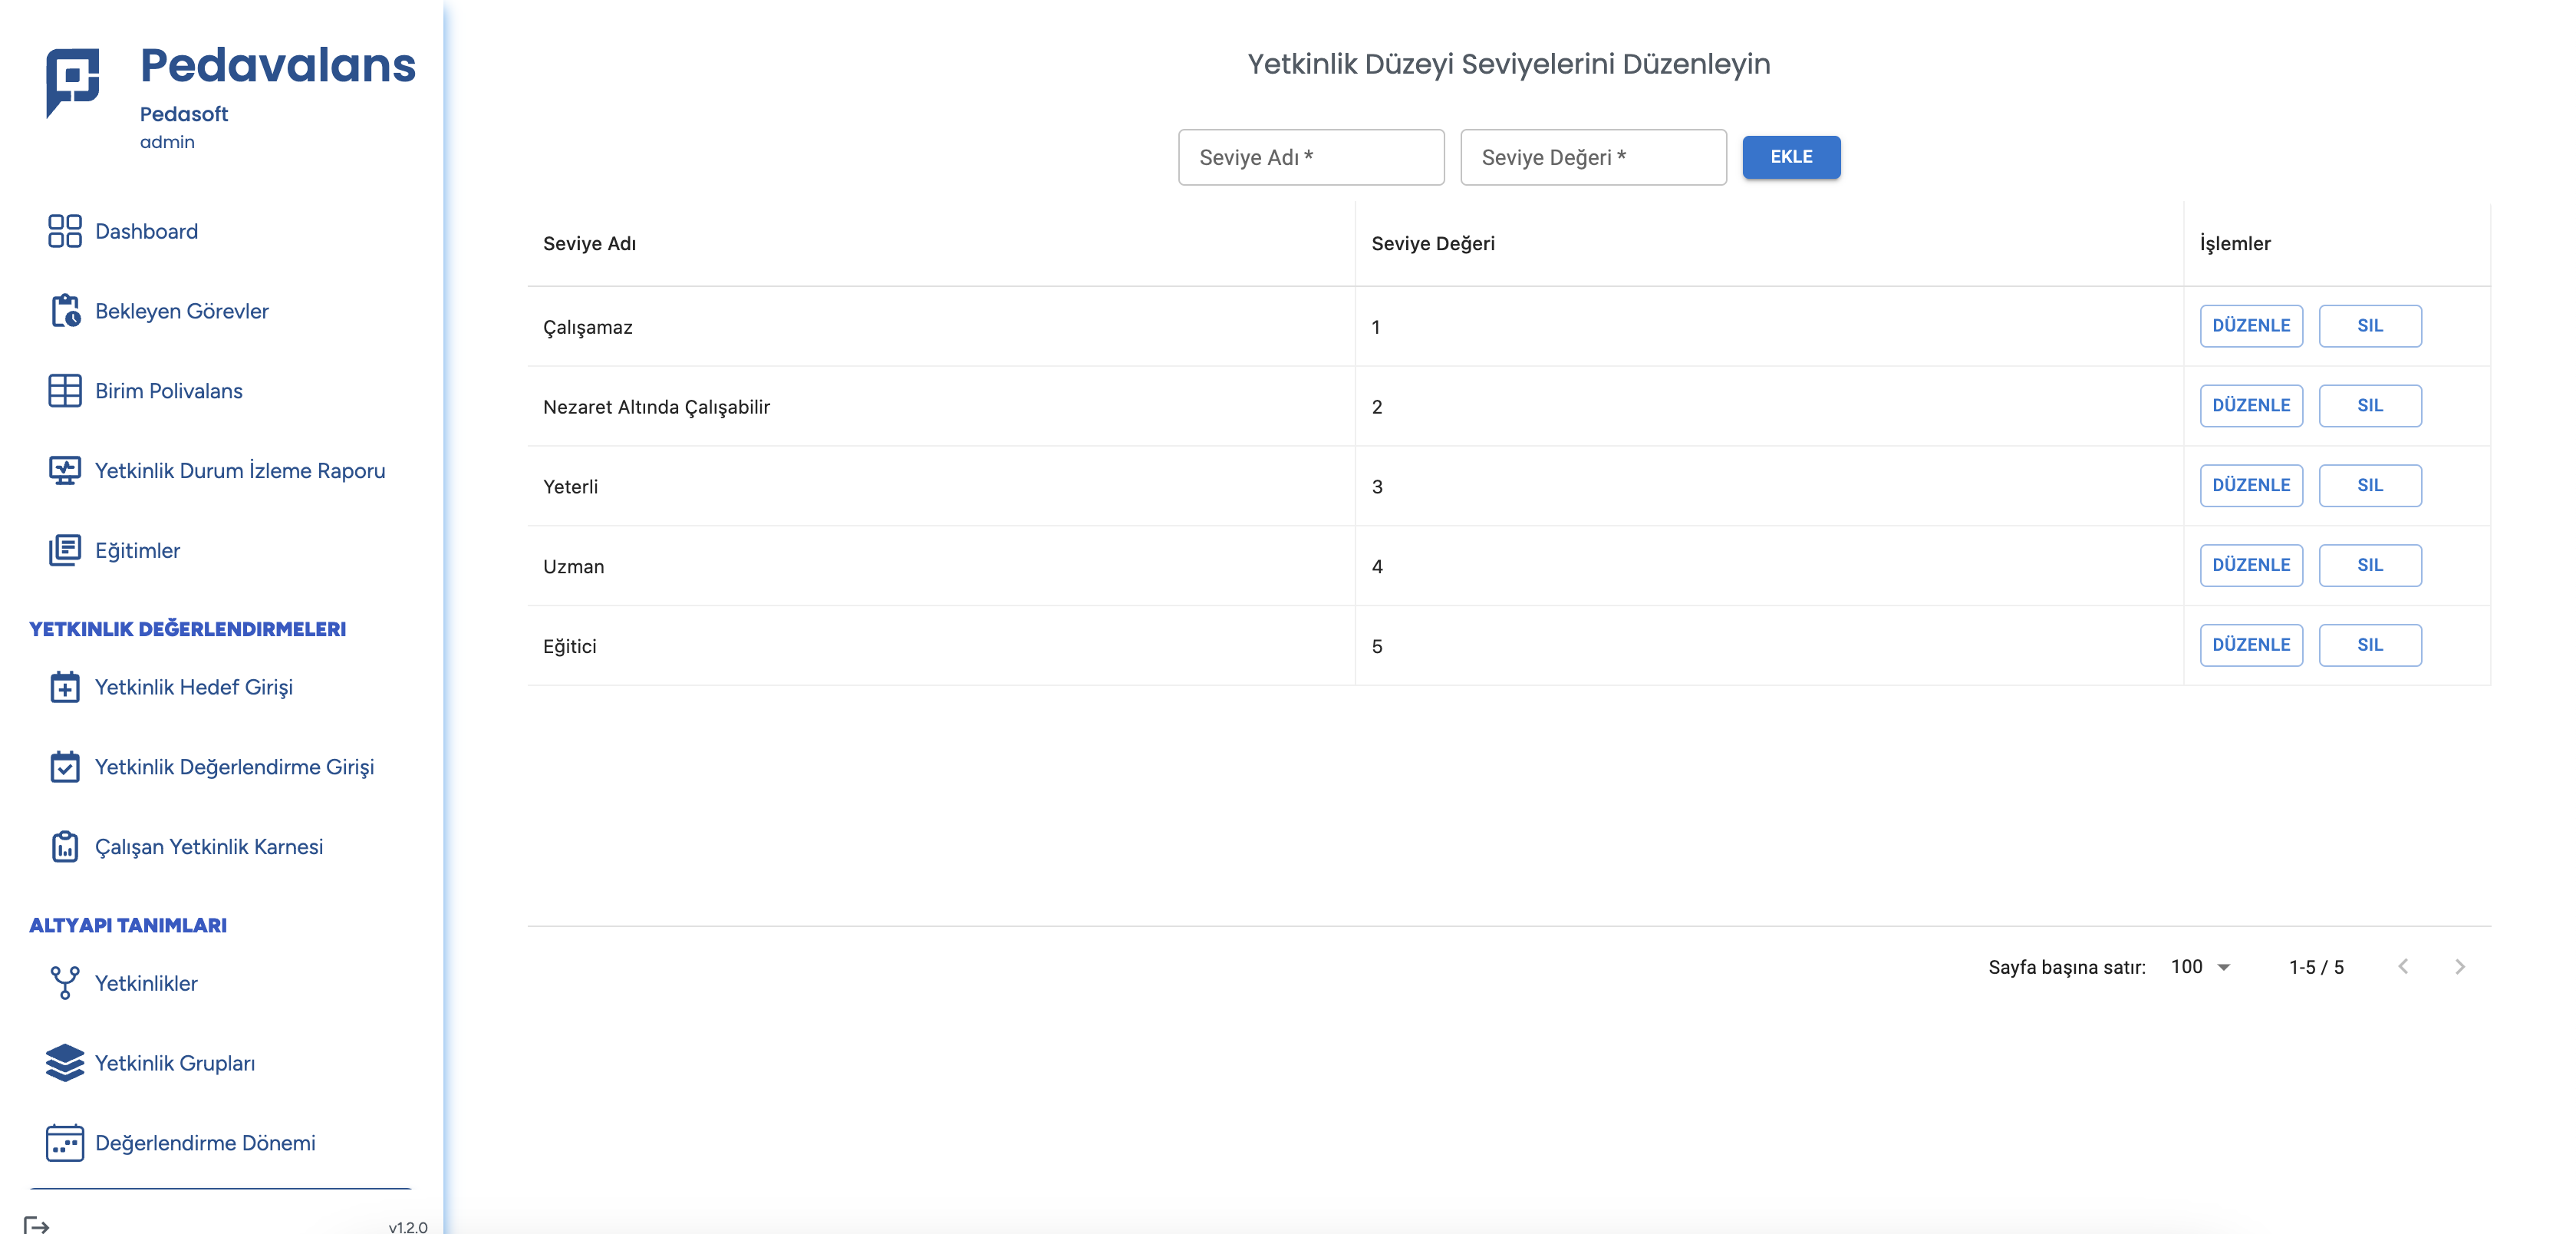 Pedavalans
Pedasoft
admin
Dashboard
Bekleyen Görevler
Birim Polivalans
Yetkinlik Durum İzleme Raporu
Eğitimler
YETKINLIK DEĞERLENDIRMELERI
Yetkinlik Hedef Girişi
Yetkinlik Değerlendirme Girişi
Çalışan Yetkinlik Karnesi
ALTYAPI TANIMLARI
Yetkinlikler
Yetkinlik Grupları
Değerlendirme Dönemi
v1.2.0
Yetkinlik Düzeyi Seviyelerini Düzenleyin
Seviye Adı * Seviye Değeri * EKLE
Seviye Adı Seviye Değeri İşlemler
Çalışamaz 1 DÜZENLE SIL
Nezaret Altında Çalışabilir 2 DÜZENLE SIL
Yeterli 3 DÜZENLE SIL
Uzman 4 DÜZENLE SIL
Eğitici 5 DÜZENLE SIL
Sayfa başına satır: 100 1-5 / 5